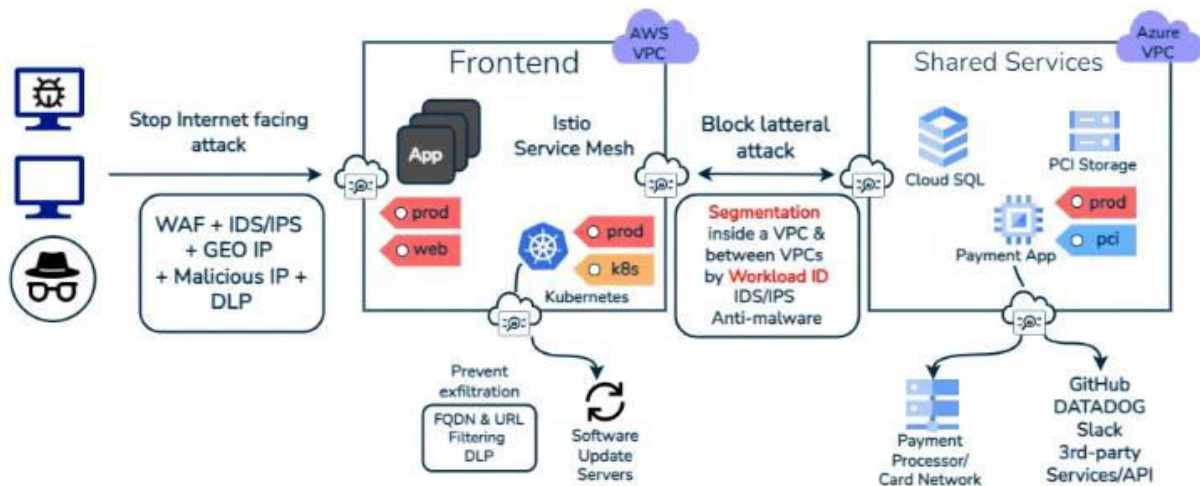 AWS
VPC
Azure
VPC
Frontend
Shared Services
Stop Internet facing
attack
App
Istio
Service Mesh
Block latteral
attack
Cloud SQL
PCI Storage
WAF + IDS/IPS
+ GEO IP
+ Malicious IP +
DLP
prod
web
prod
k8s
Kubernetes
Segmentation
inside a VPC &
between VPCs
by Workload ID
IDS/IPS
Anti-malware
Payment App
prod
pci
Prevent
exfiltration
FQDN & URL
Filtering
DLP
Software
Update
Servers
Payment
Processor/
Card Network
GitHub
DATADOG
Slack
3rd-party
Services/API